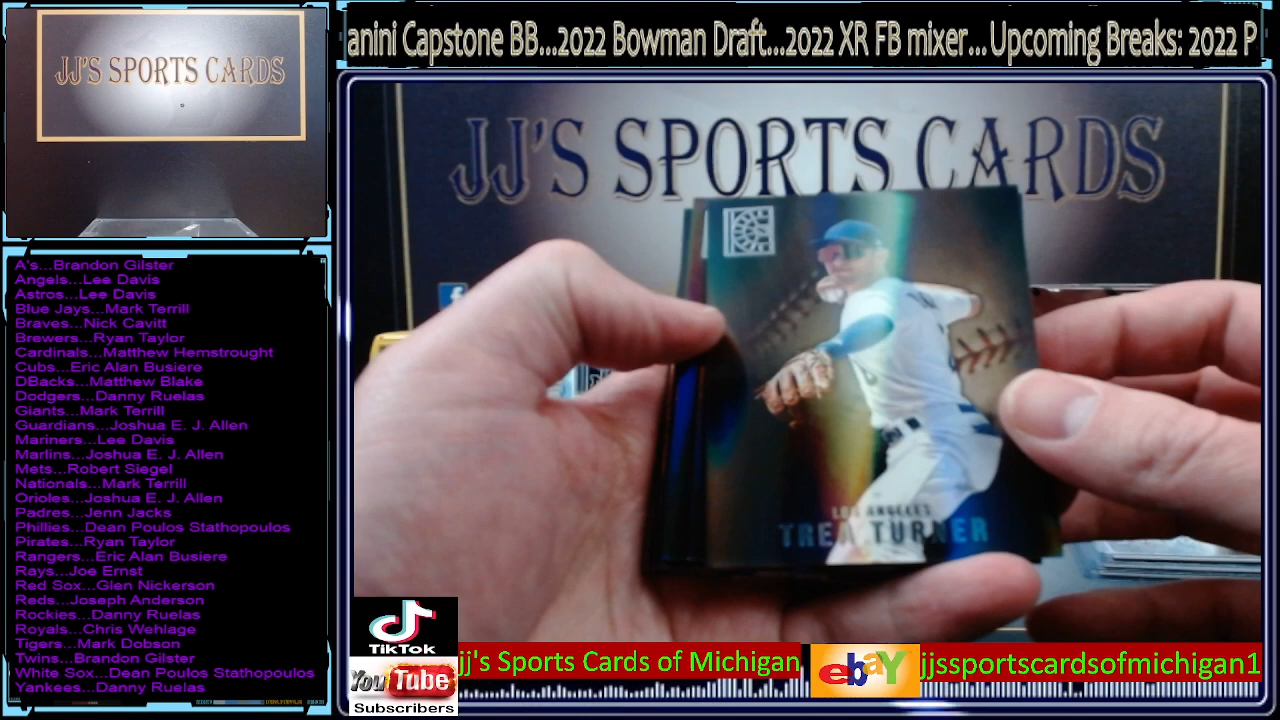 JJ'S SPORTS CARDS
anini Capstone BB...2022 Bowman Draft...2022 XR FB mixer...Upcoming Breaks: 2022 P
JJ'S SPORTS CARDS
A's...Brandon Gilster
Angels...Lee Davis
Astros...Lee Davis
Blue Jays...Mark Terrill
Braves...Nick Cavitt
Brewers...Ryan Taylor
Cardinals...Matthew Hemstrought
Cubs...Eric Alan Busiere
DBacks...Matthew Blake
Dodgers...Danny Ruelas
Giants...Mark Terrill
Guardians...Joshua E. J. Allen
Mariners...Lee Davis
Marlins...Joshua E. J. Allen
Mets...Robert Siegel
Nationals...Mark Terrill
Orioles...Joshua E. J. Allen
Padres...Jenn Jacks
Phillies...Dean Poulos Stathopoulos
Pirates...Ryan Taylor
Rangers...Eric Alan Busiere
Rays...Joe Ernst
Red Sox...Glen Nickerson
Reds...Joseph Anderson
Rockies...Danny Ruelas
Royals...Chris Wehlage
Tigers...Mark Dobson
Twins...Brandon Gilster
White Sox...Dean Poulos Stathopoulos
Yankees...Danny Ruelas
LOS ANGELES
TREA TURNER
TikTok
You Tube
Subscribers
jj's Sports Cards of Michigan
ebay
jjssportscardsofmichigan1